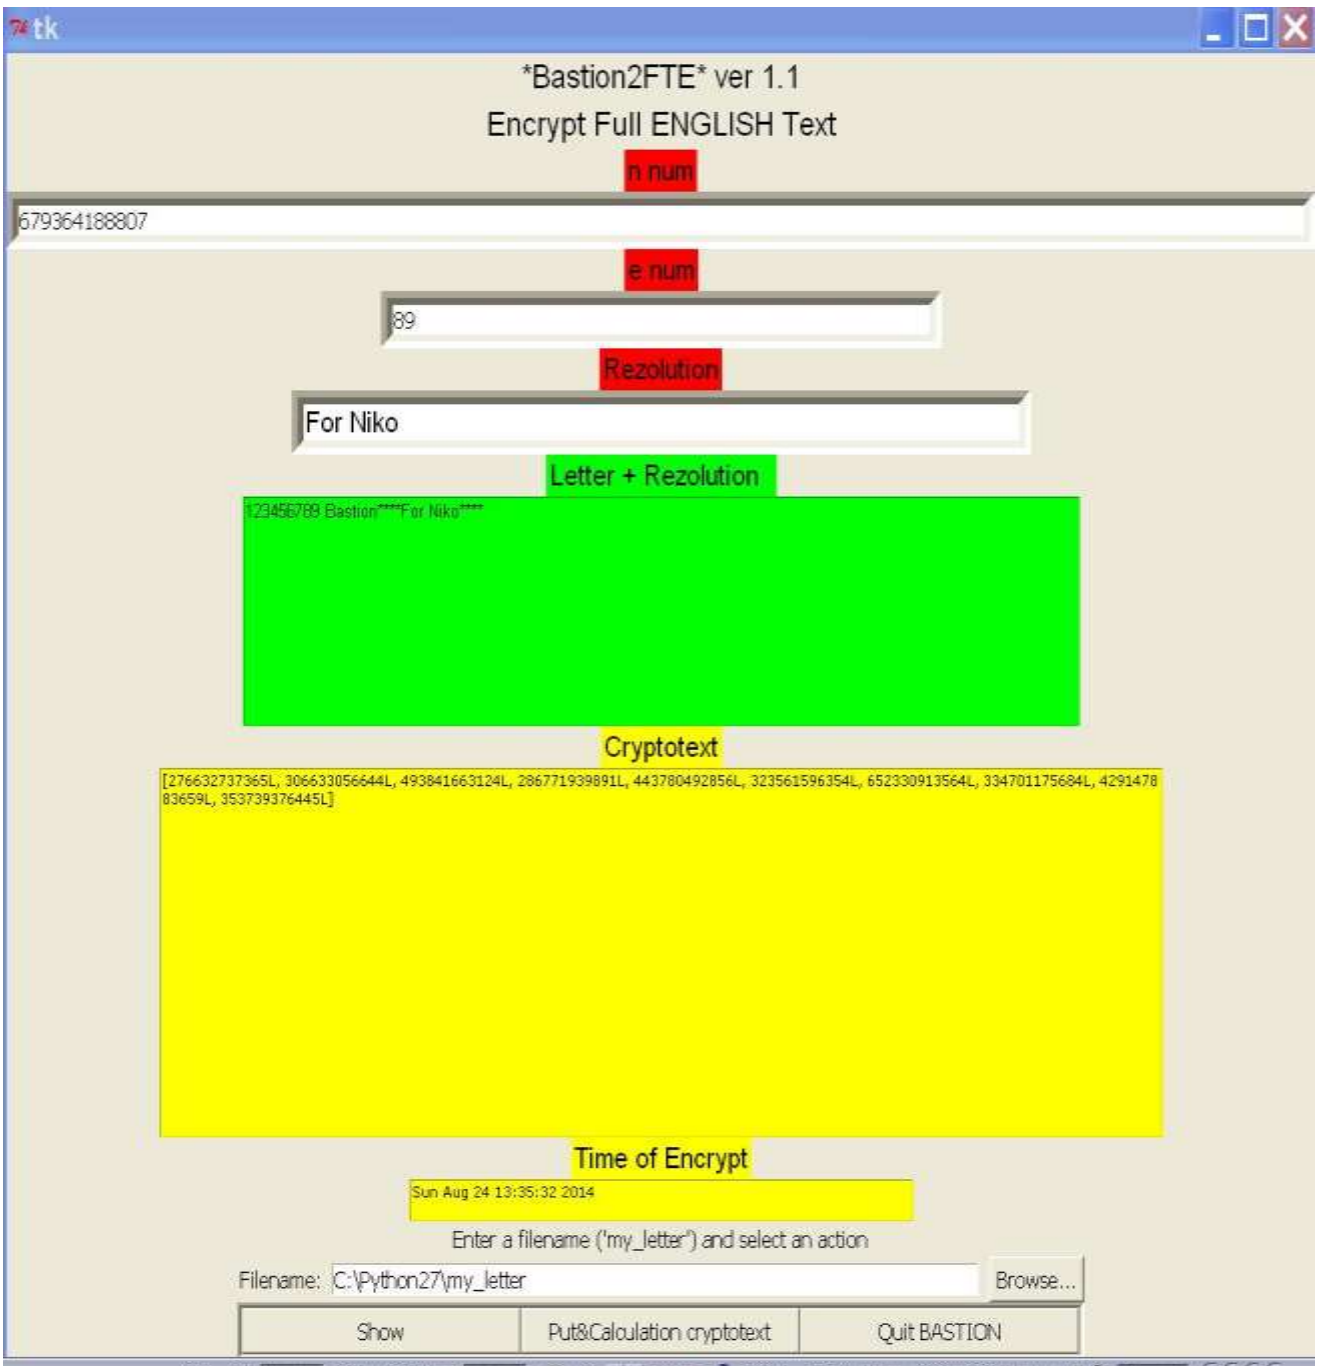 tk
*Bastion2FTE* ver 1.1
Encrypt Full ENGLISH Text
n num
679364188807
e num
89
Rezolution
For Niko
Letter + Rezolution
123456789 Bastion****For Niko****
Cryptotext
[276632737365L, 306633056644L, 493841663124L, 286771939891L, 443780492856L, 323561596354L, 652330913564L, 334701175684L, 4291478
83659L, 353739376445L]
Time of Encrypt
Sun Aug 24 13:35:32 2014
Enter a filename ('my_letter') and select an action
Filename: C:\Python27\my_letter Browse...
Show Put&Calculation cryptotext Quit BASTION